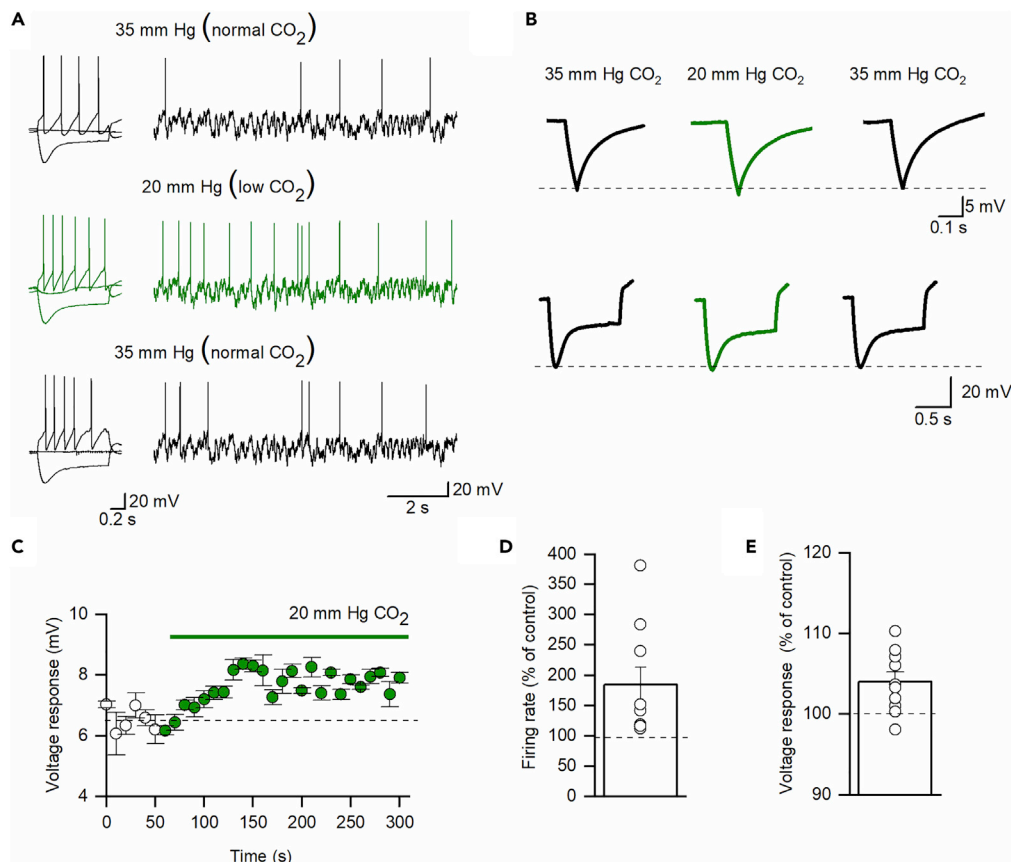 A
35 mm Hg (normal CO2)
20 mm Hg (low CO2)
35 mm Hg (normal CO2)
20 mV
0.2 s
20 mV
2 s
B
35 mm Hg CO2
20 mm Hg CO2
35 mm Hg CO2
5 mV
0.1 s
20 mV
0.5 s
C
20 mm Hg CO2
Voltage response (mV)
10
8
6
4
0
50
100
150
200
250
300
Time (s)
D
Firing rate (% of control)
400
350
300
250
200
150
100
50
0
E
Voltage response (% of control)
120
110
100
90